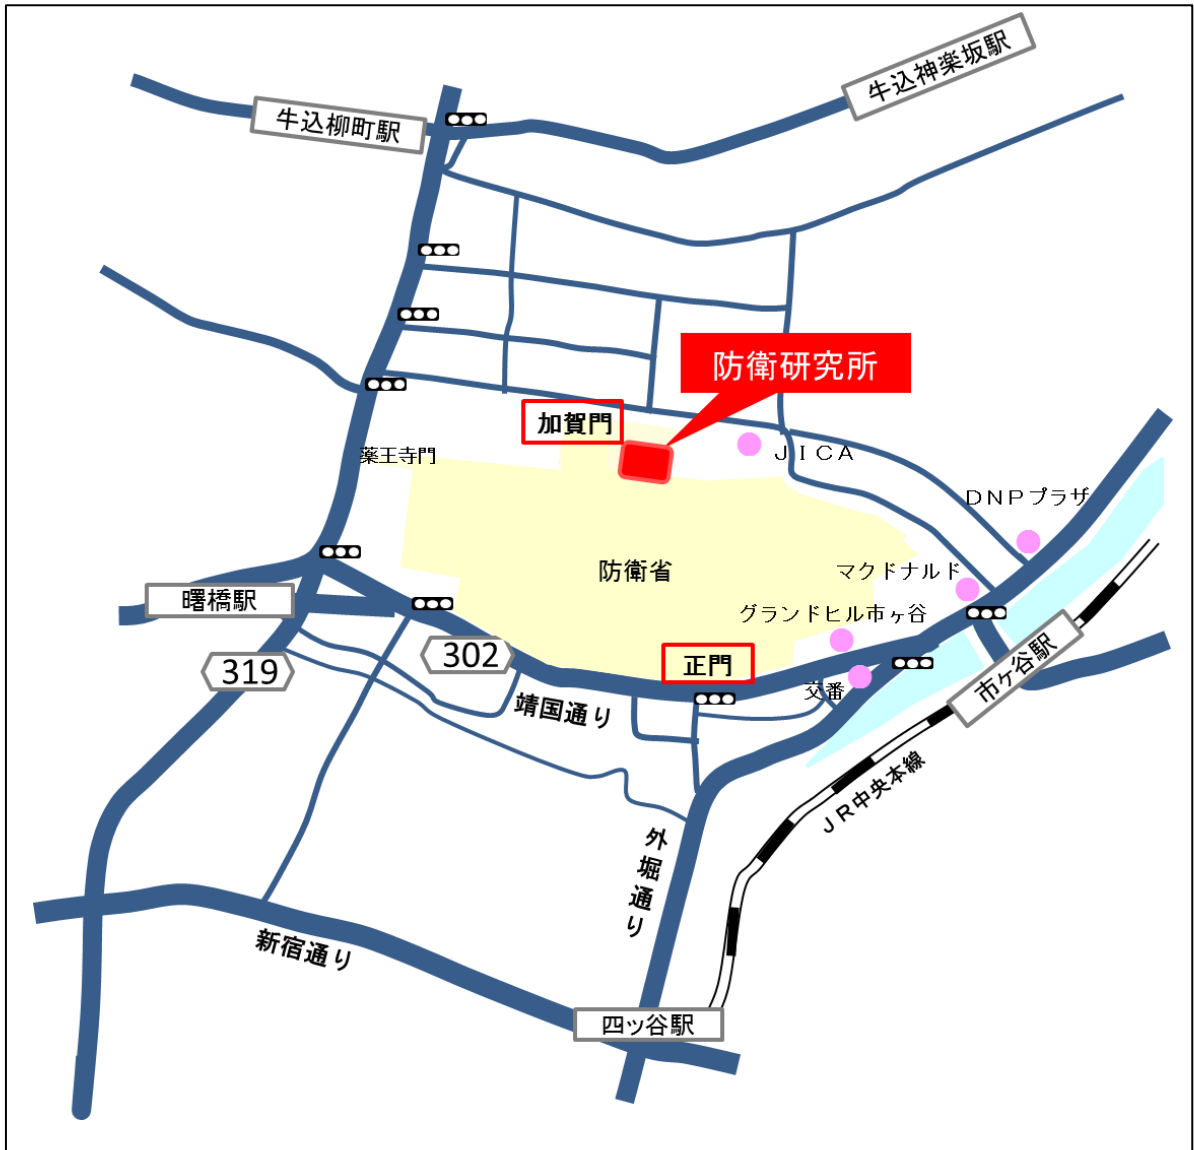 牛込神楽坂駅
牛込柳町駅
防衛研究所
加賀門
薬王寺門
ＪＩＣＡ
ＤＮＰプラザ
防衛省
マクドナルド
曙橋駅
グランドヒル市ヶ谷
302
319
正門
市ヶ谷駅
交番
靖国通り
ＪＲ中央本線
外堀通り
新宿通り
四ッ谷駅